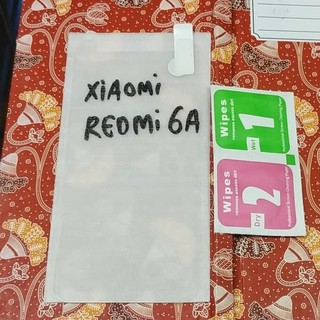 XIAOMI
REDMI 6A
Wipes
1
Wet
Wipes
2
Dry